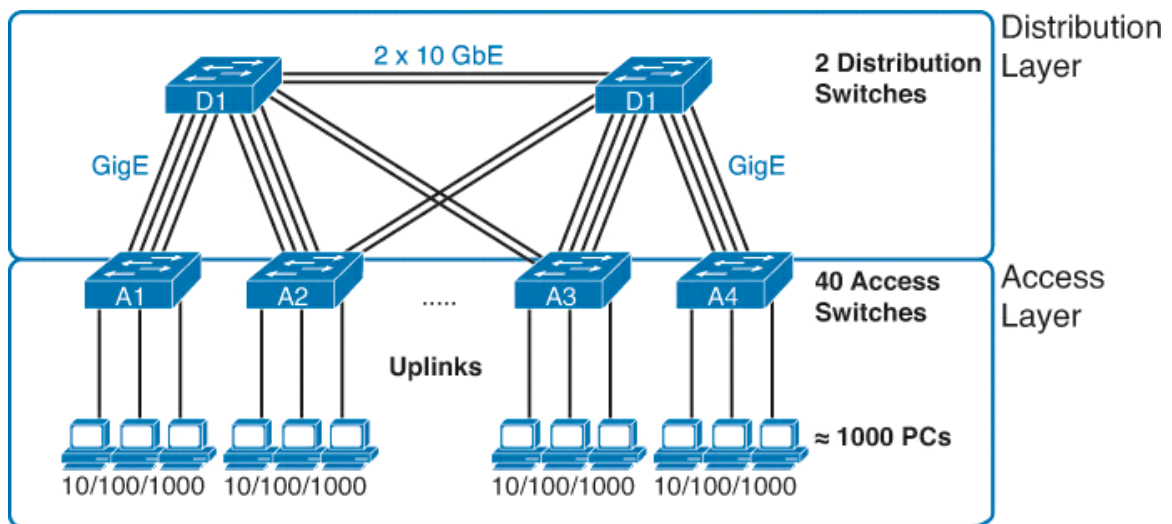 Distribution
Layer
2 x 10 GbE
2 Distribution
Switches
D1
D1
GigE
GigE
A1
A2
.....
A3
A4
40 Access
Switches
Access
Layer
Uplinks
≈ 1000 PCs
10/100/1000
10/100/1000
10/100/1000
10/100/1000